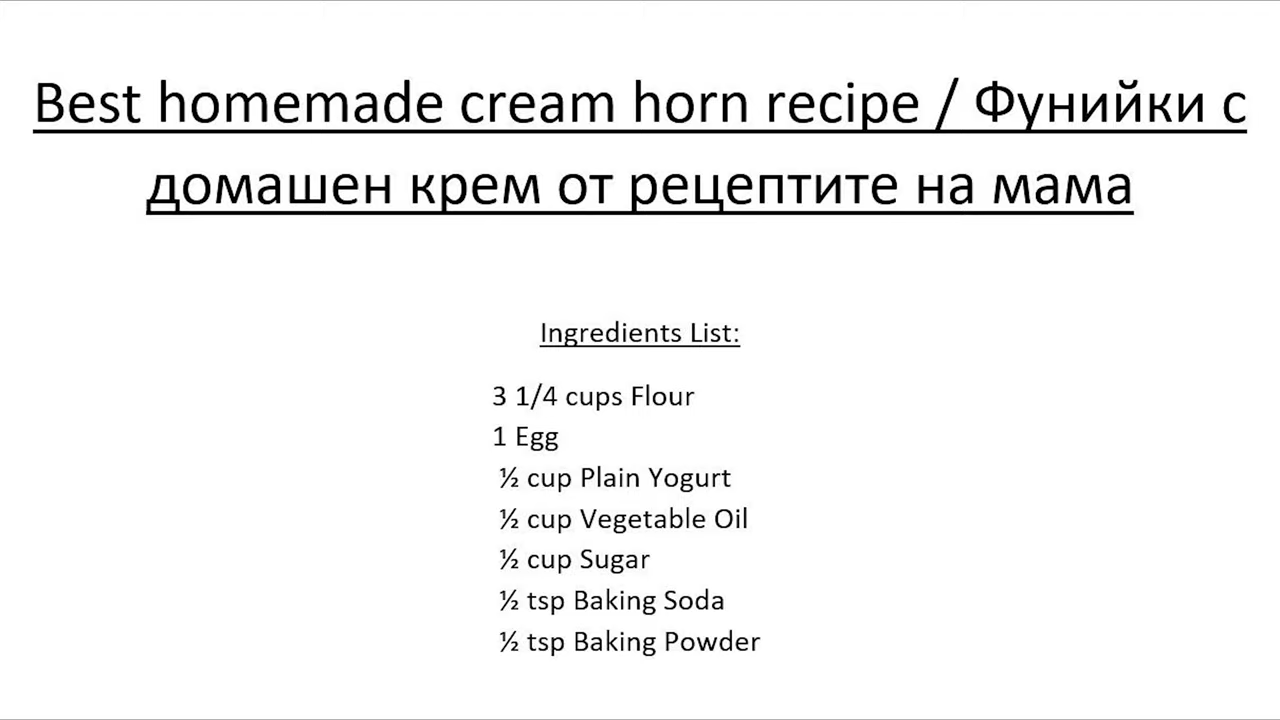 Best homemade cream horn recipe / Фунийки с
домашен крем от рецептите на мама
Ingredients List:
3 1/4 cups Flour
1 Egg
½ cup Plain Yogurt
½ cup Vegetable Oil
½ cup Sugar
½ tsp Baking Soda
½ tsp Baking Powder